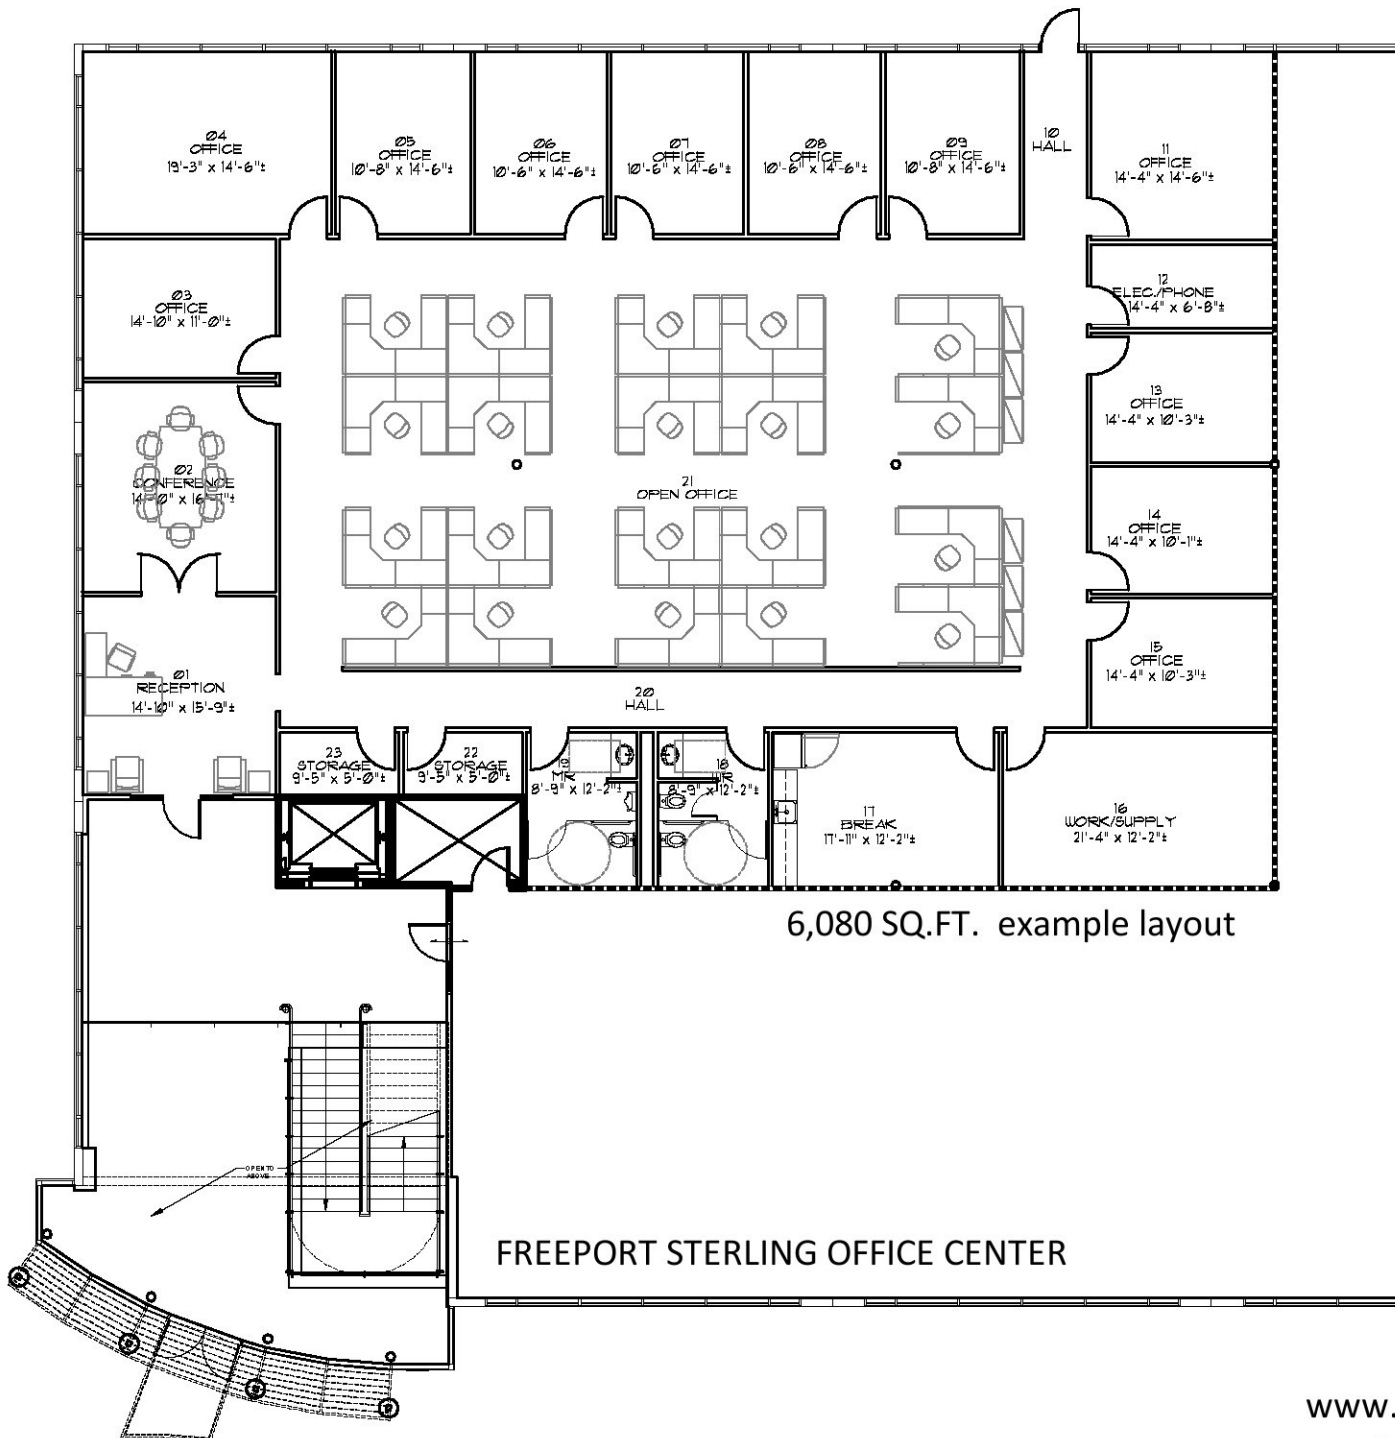 04
OFFICE
19'-3" x 14'-6"±
05
OFFICE
10'-8" x 14'-6"±
06
OFFICE
10'-6" x 14'-6"±
07
OFFICE
10'-6" x 14'-6"±
08
OFFICE
10'-6" x 14'-6"±
09
OFFICE
10'-8" x 14'-6"±
10
HALL
11
OFFICE
14'-4" x 14'-6"±
03
OFFICE
14'-10" x 11'-0"±
12
ELEC./PHONE
14'-4" x 6'-8"±
13
OFFICE
14'-4" x 10'-3"±
02
CONFERENCE
21
OPEN OFFICE
14
OFFICE
14'-4" x 10'-1"±
01
RECEPTION
14'-10" x 15'-9"±
20
HALL
15
OFFICE
14'-4" x 10'-3"±
23
STORAGE
9'-5" x 5'-0"±
22
STORAGE
9'-5" x 5'-0"±
8'-9" x 12'-2"±
18
8'-9" x 12'-2"±
17
BREAK
17'-11" x 12'-2"±
16
WORK/SUPPLY
21'-4" x 12'-2"±
6,080 SQ.FT. example layout
OPEN TO
ABOVE
FREEPORT STERLING OFFICE CENTER
www.